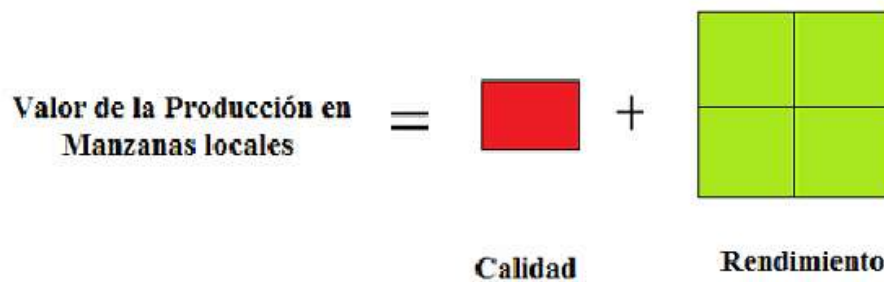 Valor de la Producción en
Manzanas locales
=
+
Calidad
Rendimiento